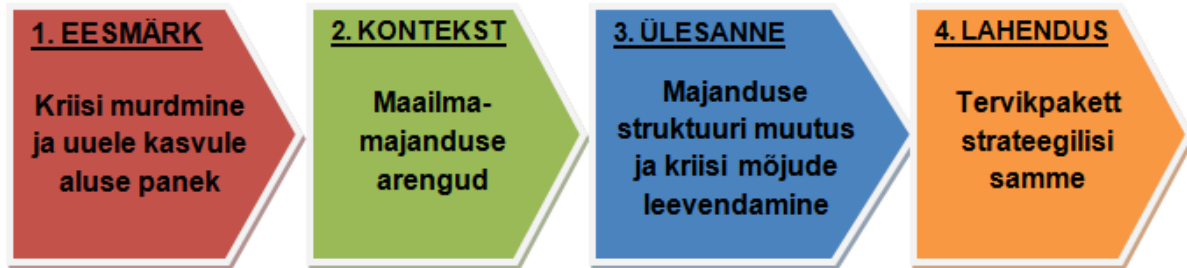 1. EESMÄRK
Kriisi murdmine
ja uuele kasvule
aluse panek
2. KONTEKST
Maailma-
majanduse
arengud
3. ÜLESANNE
Majanduse
struktuuri muutus
ja kriisi mõjude
leevendamine
4. LAHENDUS
Tervikpakett
strateegilisi
samme